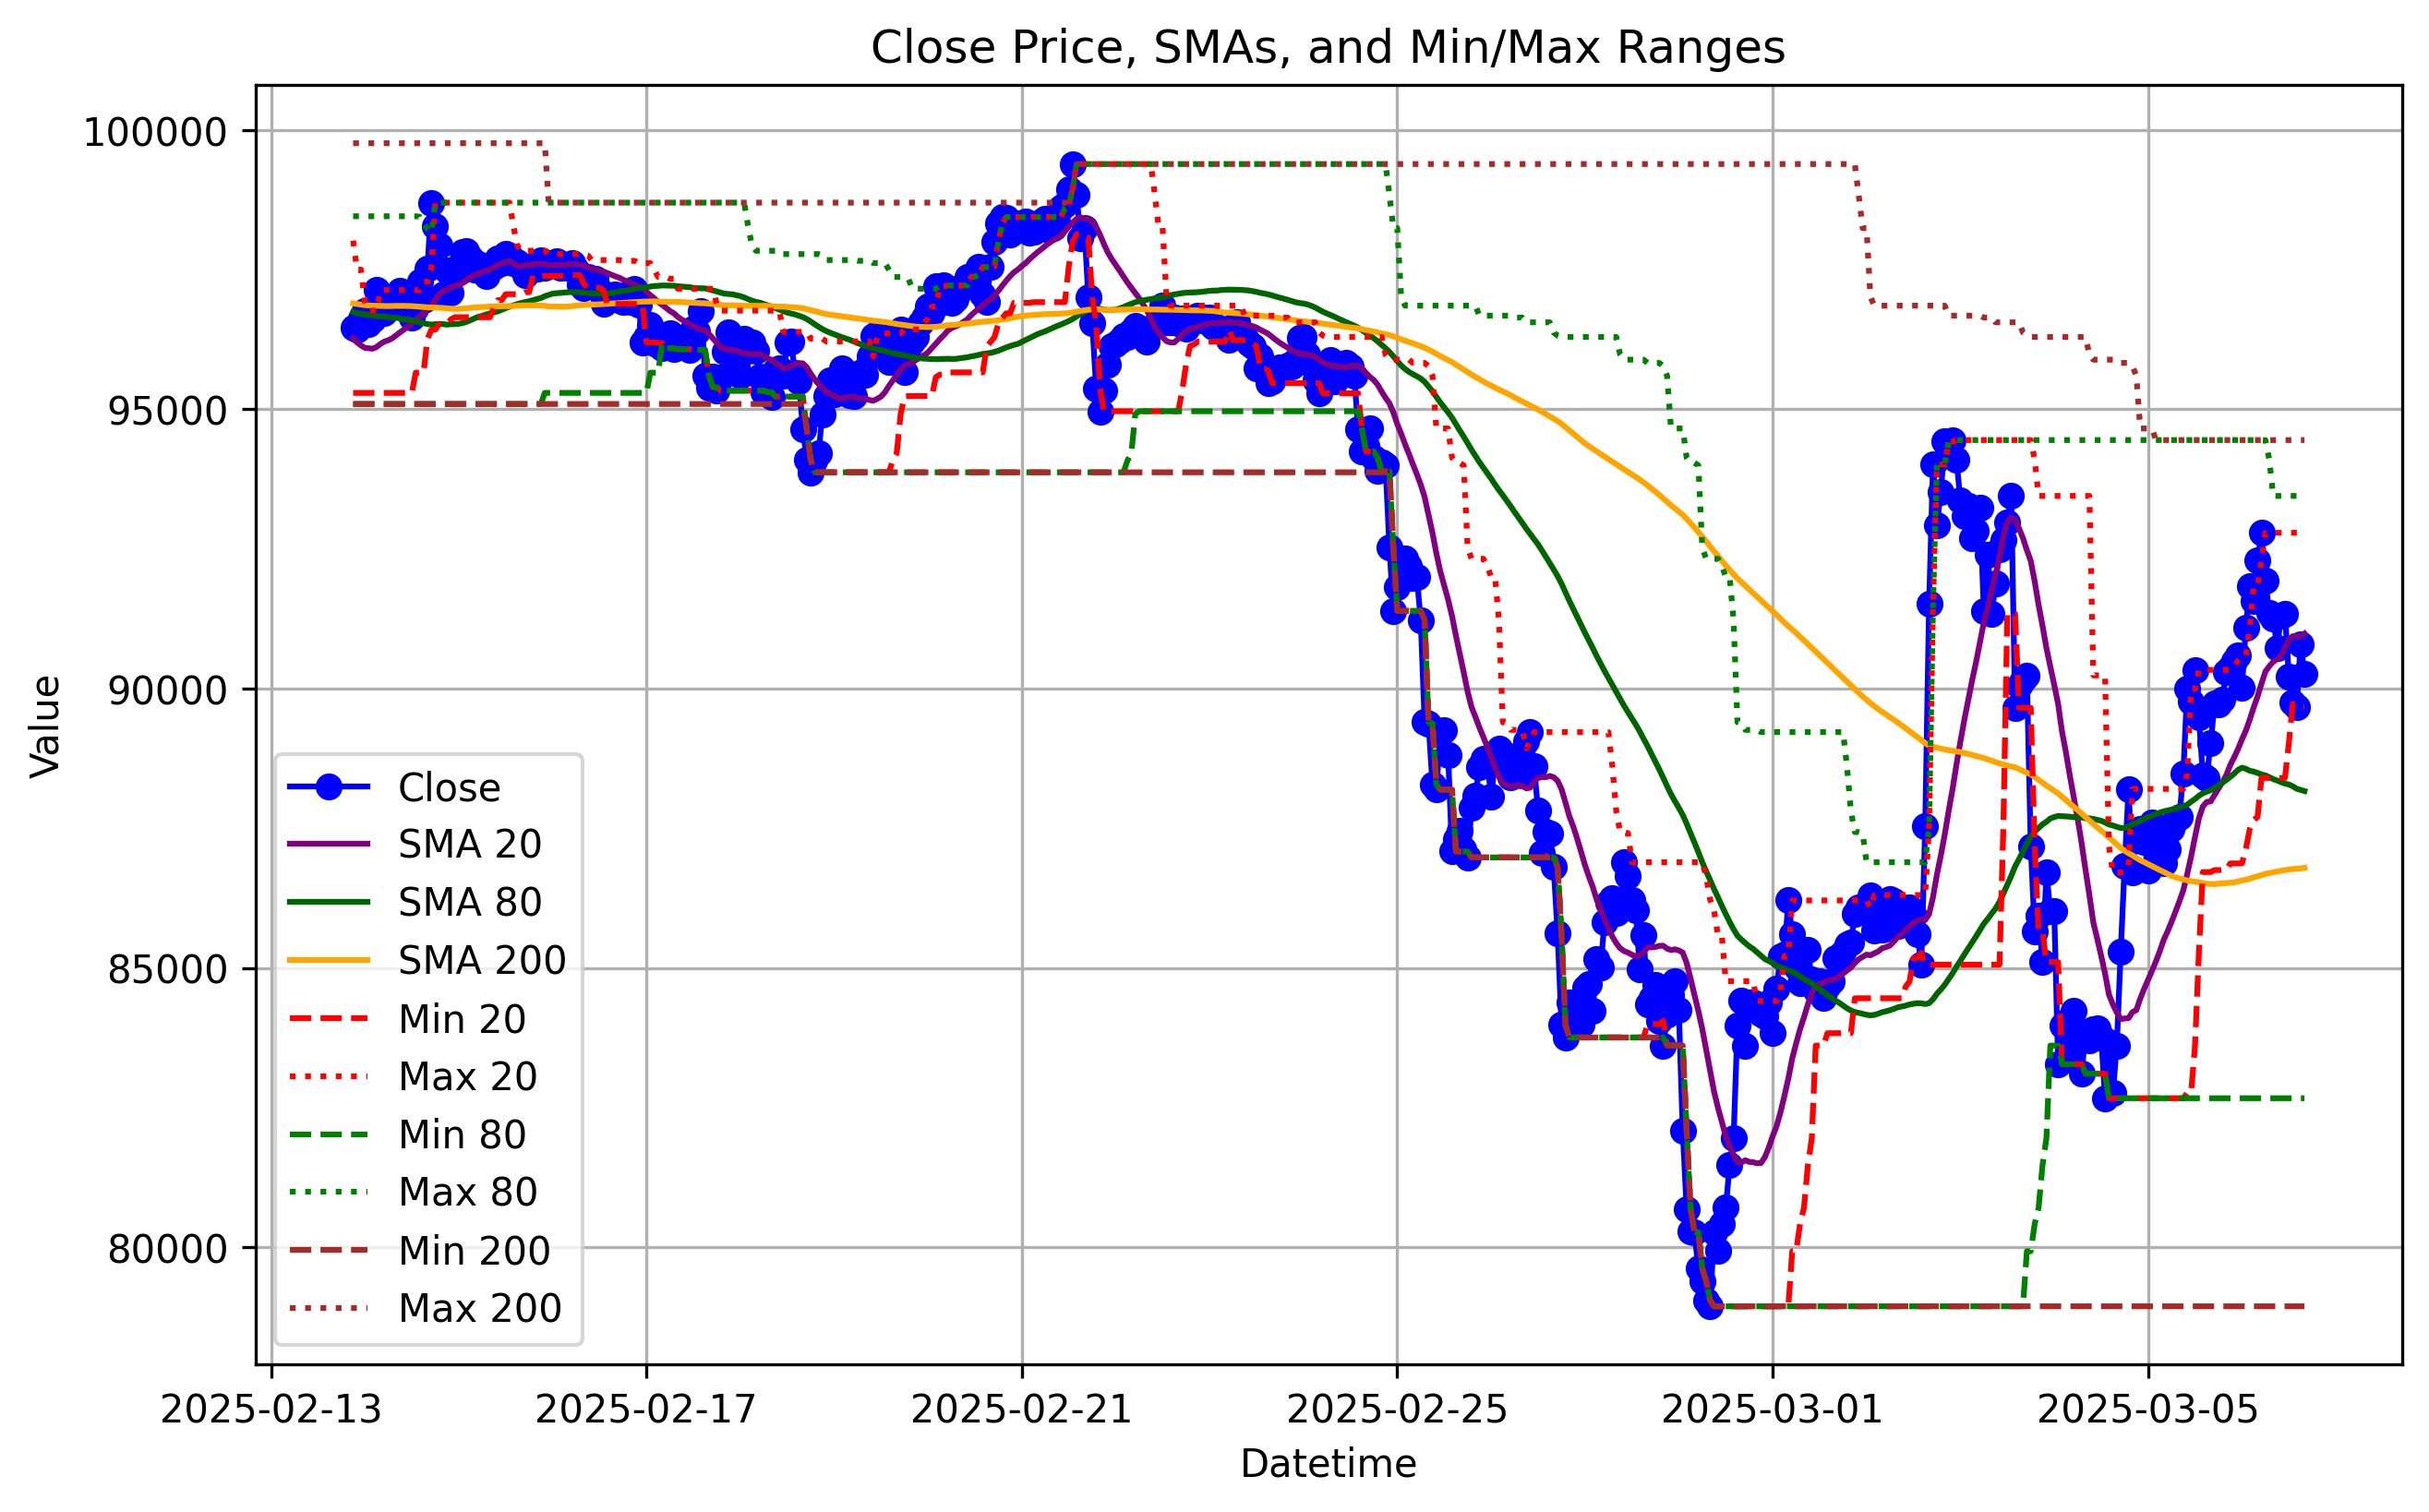 Close Price, SMAs, and Min/Max Ranges
Value
100000
95000
90000
85000
80000
Close
SMA 20
SMA 80
SMA 200
Min 20
Max 20
Min 80
Max 80
Min 200
Max 200
2025-02-13 2025-02-17 2025-02-21 2025-02-25 2025-03-01 2025-03-05
Datetime